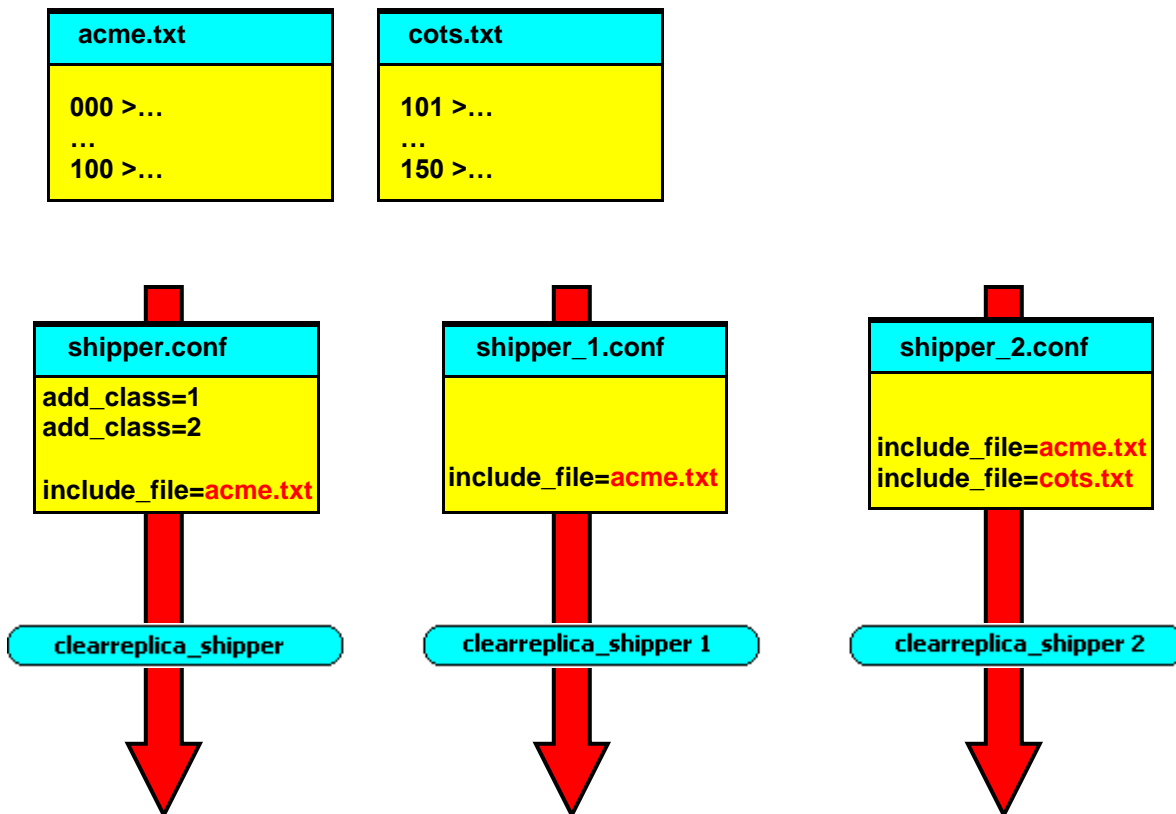 acme.txt
000 >…
…
100 >…
cots.txt
101 >…
…
150 >…
shipper.conf
add_class=1
add_class=2
include_file=acme.txt
clearreplica_shipper
shipper_1.conf
include_file=acme.txt
clearreplica_shipper 1
shipper_2.conf
include_file=acme.txt
include_file=cots.txt
clearreplica_shipper 2